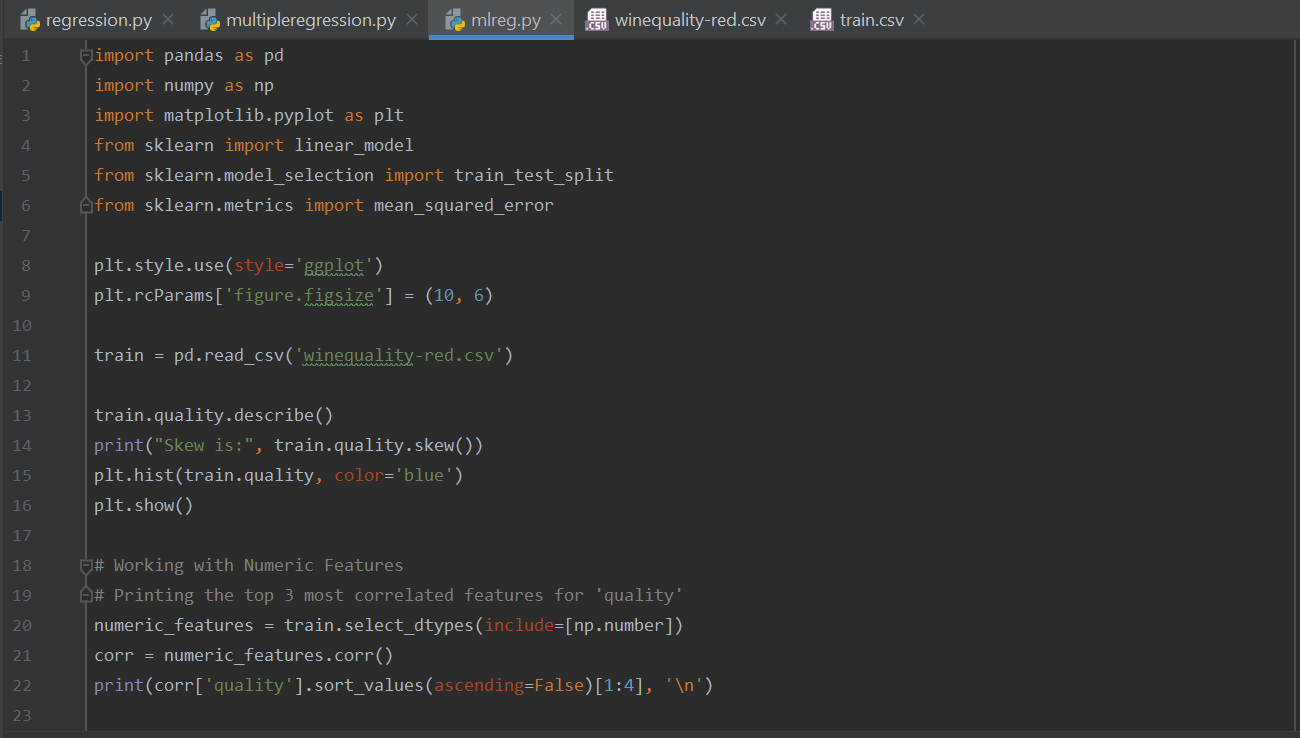 regression.py multipleregression.py mlreg.py winequality-red.csv train.csv
1 import pandas as pd
2 import numpy as np
3 import matplotlib.pyplot as plt
4 from sklearn import linear_model
5 from sklearn.model_selection import train_test_split
6 from sklearn.metrics import mean_squared_error
7
8 plt.style.use(style='ggplot')
9 plt.rcParams['figure.figsize'] = (10, 6)
10
11 train = pd.read_csv('winequality-red.csv')
12
13 train.quality.describe()
14 print("Skew is:", train.quality.skew())
15 plt.hist(train.quality, color='blue')
16 plt.show()
17
18 # Working with Numeric Features
19 # Printing the top 3 most correlated features for 'quality'
20 numeric_features = train.select_dtypes(include=[np.number])
21 corr = numeric_features.corr()
22 print(corr['quality'].sort_values(ascending=False)[1:4], '\n')
23